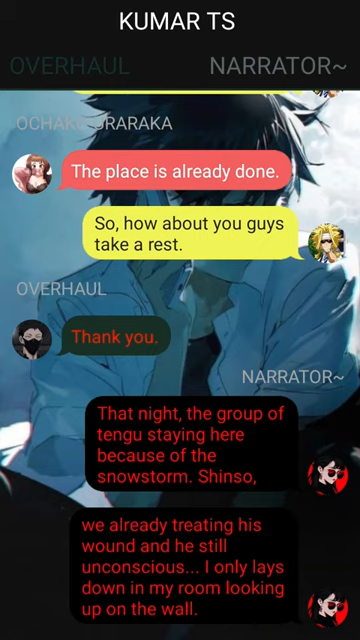 KUMAR TS
OVERHAUL
NARRATOR~
OCHAKO URARAKA
The place is already done.
So, how about you guys
take a rest.
OVERHAUL
Thank you.
NARRATOR~
That night, the group of
tengu staying here
because of the
snowstorm. Shinso,
we already treating his
wound and he still
unconscious... I only lays
down in my room looking
up on the wall.